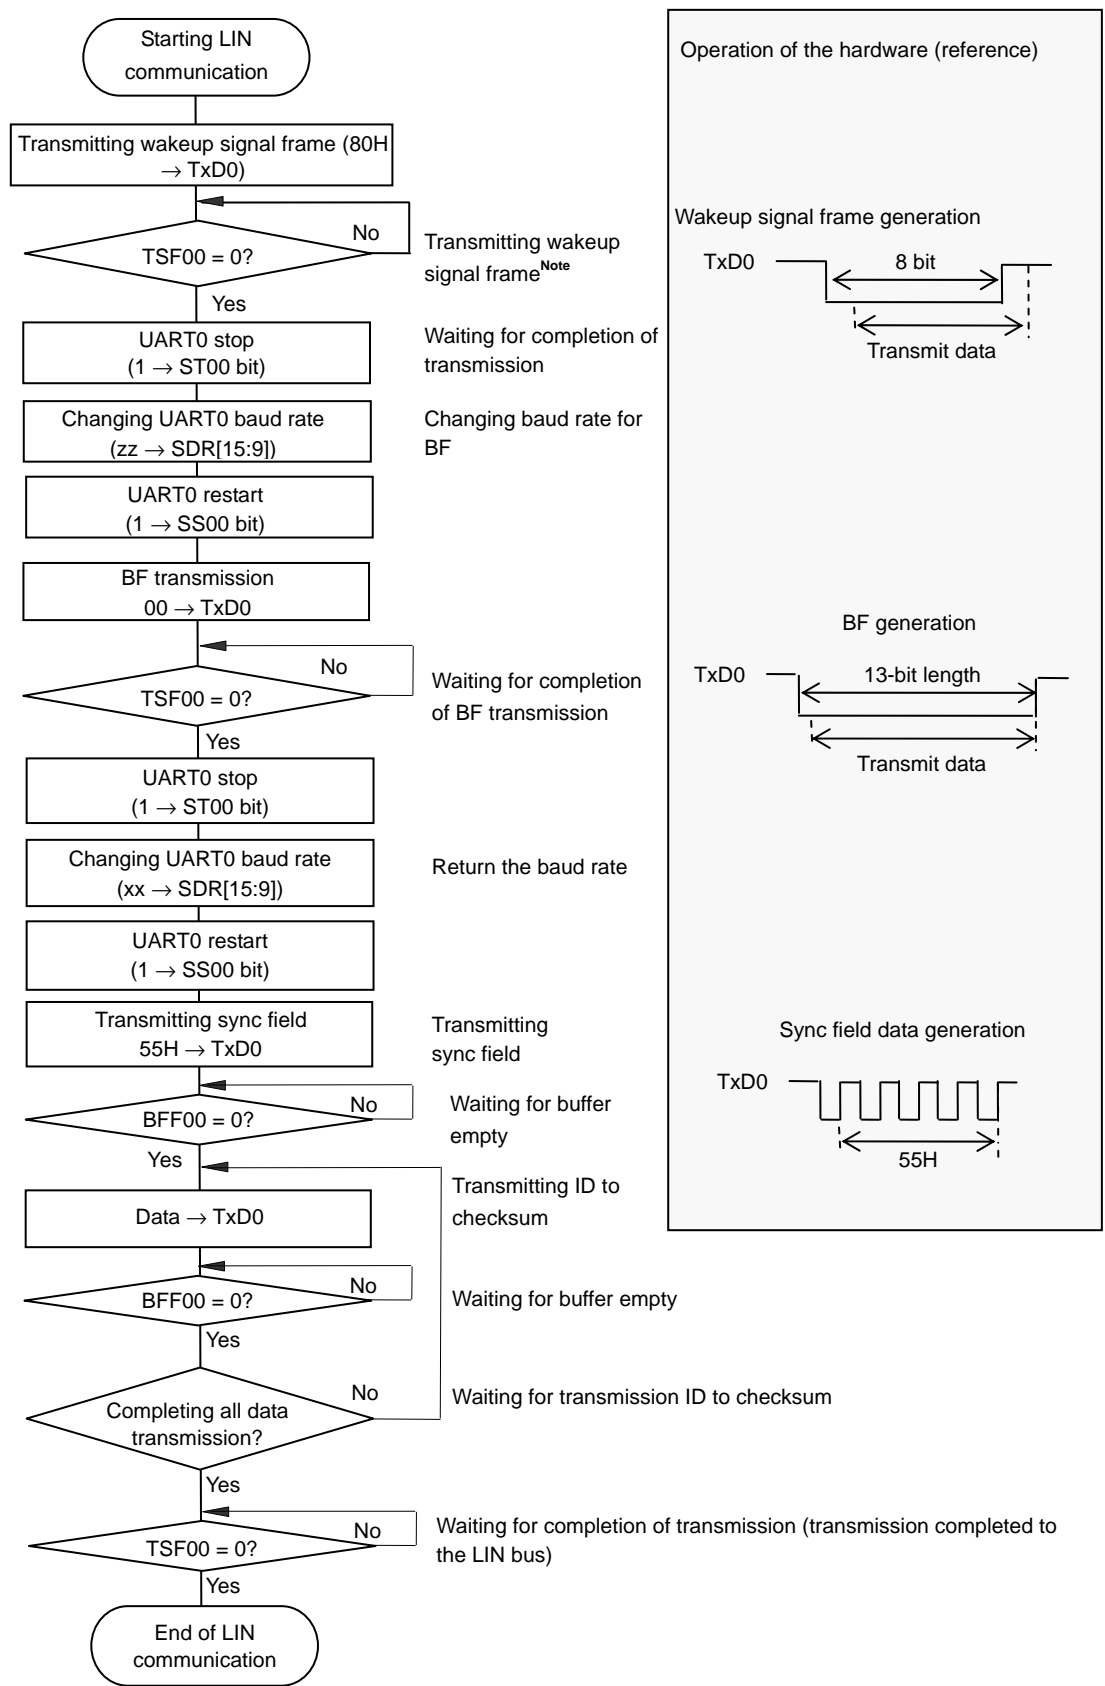 Starting LIN
communication
Transmitting wakeup signal frame (80H
→ TxD0)
TSF00 = 0?
No
Yes
Transmitting wakeup
signal frameNote
UART0 stop
(1 → ST00 bit)
Waiting for completion of
transmission
Changing UART0 baud rate
(zz → SDR[15:9])
Changing baud rate for
BF
UART0 restart
(1 → SS00 bit)
BF transmission
00 → TxD0
No
TSF00 = 0?
Yes
Waiting for completion
of BF transmission
UART0 stop
(1 → ST00 bit)
Changing UART0 baud rate
(xx → SDR[15:9])
Return the baud rate
UART0 restart
(1 → SS00 bit)
Transmitting sync field
55H → TxD0
Transmitting
sync field
BFF00 = 0?
No
Yes
Waiting for buffer
empty
Data → TxD0
Transmitting ID to
checksum
BFF00 = 0?
No
Yes
Waiting for buffer empty
Completing all data
transmission?
No
Yes
Waiting for transmission ID to checksum
TSF00 = 0?
No
Yes
Waiting for completion of transmission (transmission completed to
the LIN bus)
End of LIN
communication
Operation of the hardware (reference)
Wakeup signal frame generation
TxD0
8 bit
Transmit data
BF generation
TxD0
13-bit length
Transmit data
Sync field data generation
TxD0
55H